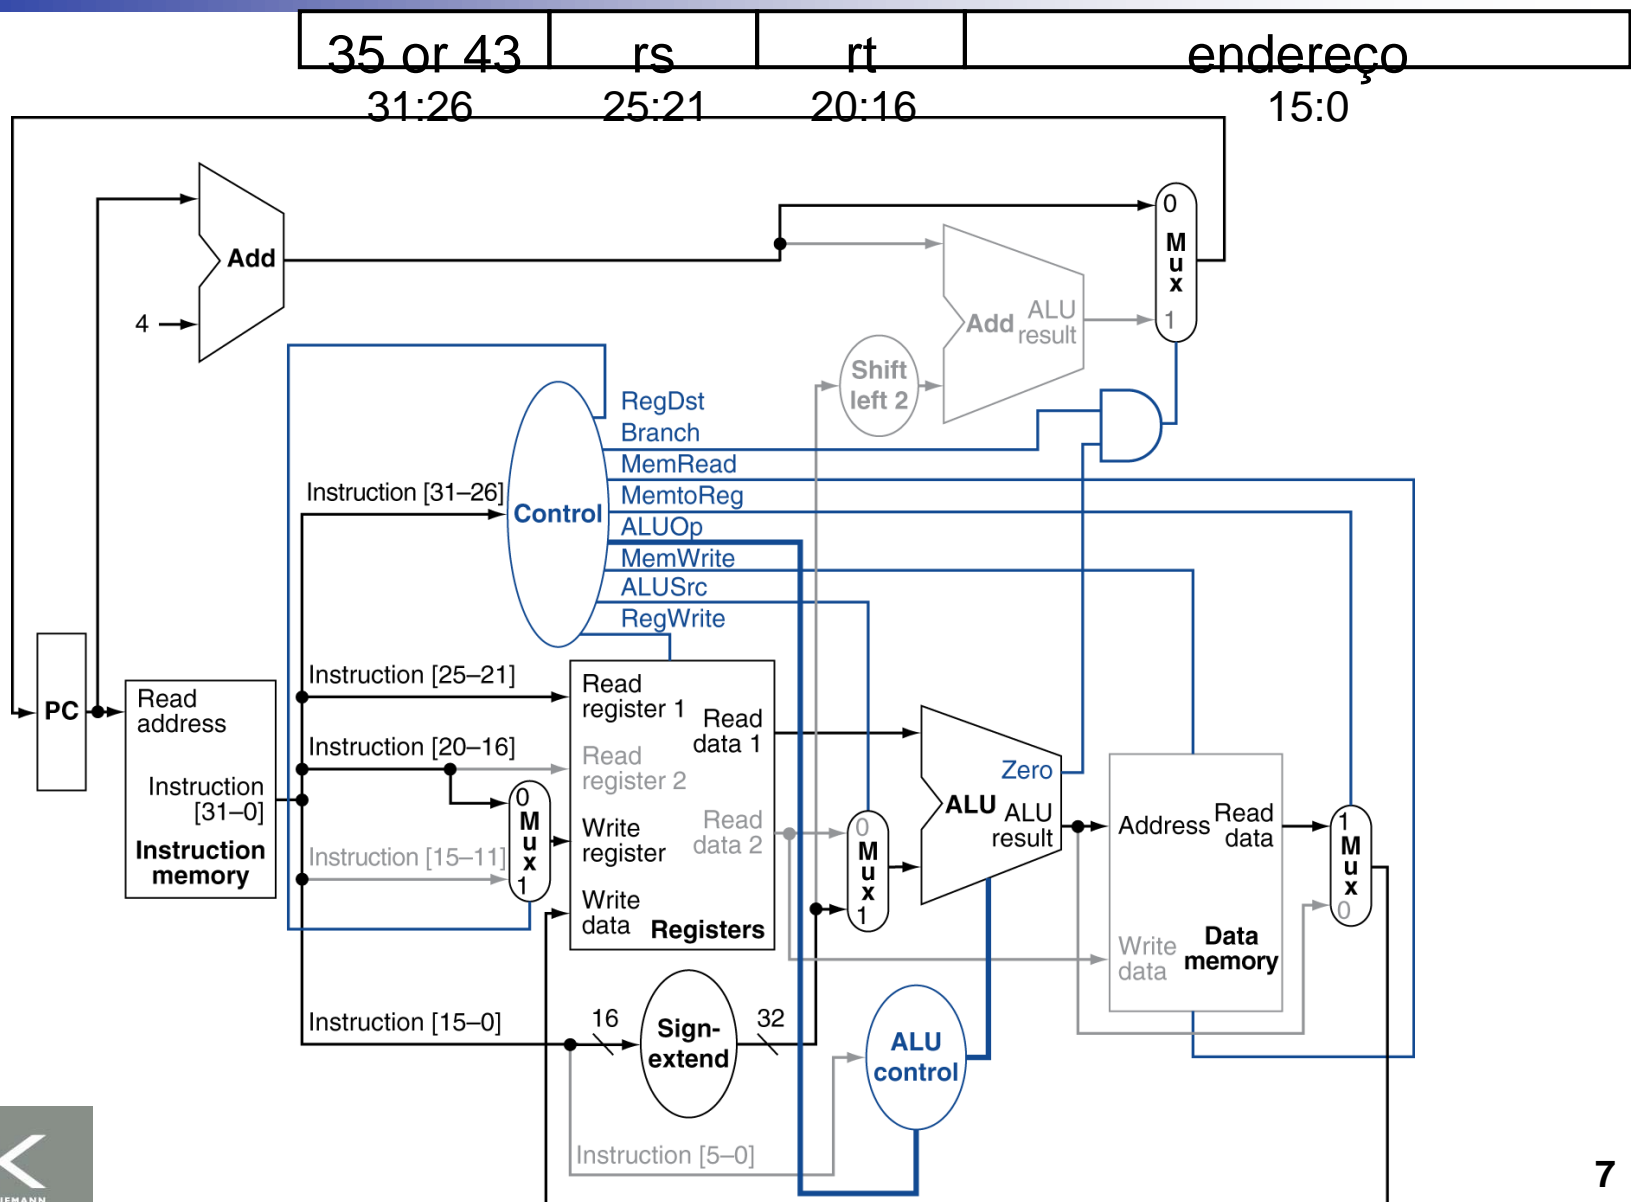 35 or 43 rs rt endereço
31:26 25:21 20:16 15:0
0
M
u
x
1
Add
4
Add
ALU
result
Shift
left 2
RegDst
Branch
MemRead
MemtoReg
ALUOp
MemWrite
ALUSrc
RegWrite
Instruction [31–26]
Control
PC
Read
address
Instruction
[31–0]
Instruction
memory
Instruction [25–21]
Instruction [20–16]
Instruction [15–11]
0
M
u
x
1
Read
register 1
Read
register 2
Write
register
Write
data
Read
data 1
Read
data 2
Registers
0
M
u
x
1
Zero
ALU
ALU
result
Address
Read
data
Write
data
Data
memory
1
M
u
x
0
Instruction [15–0]
16
Sign-
extend
32
ALU
control
Instruction [5–0]
7